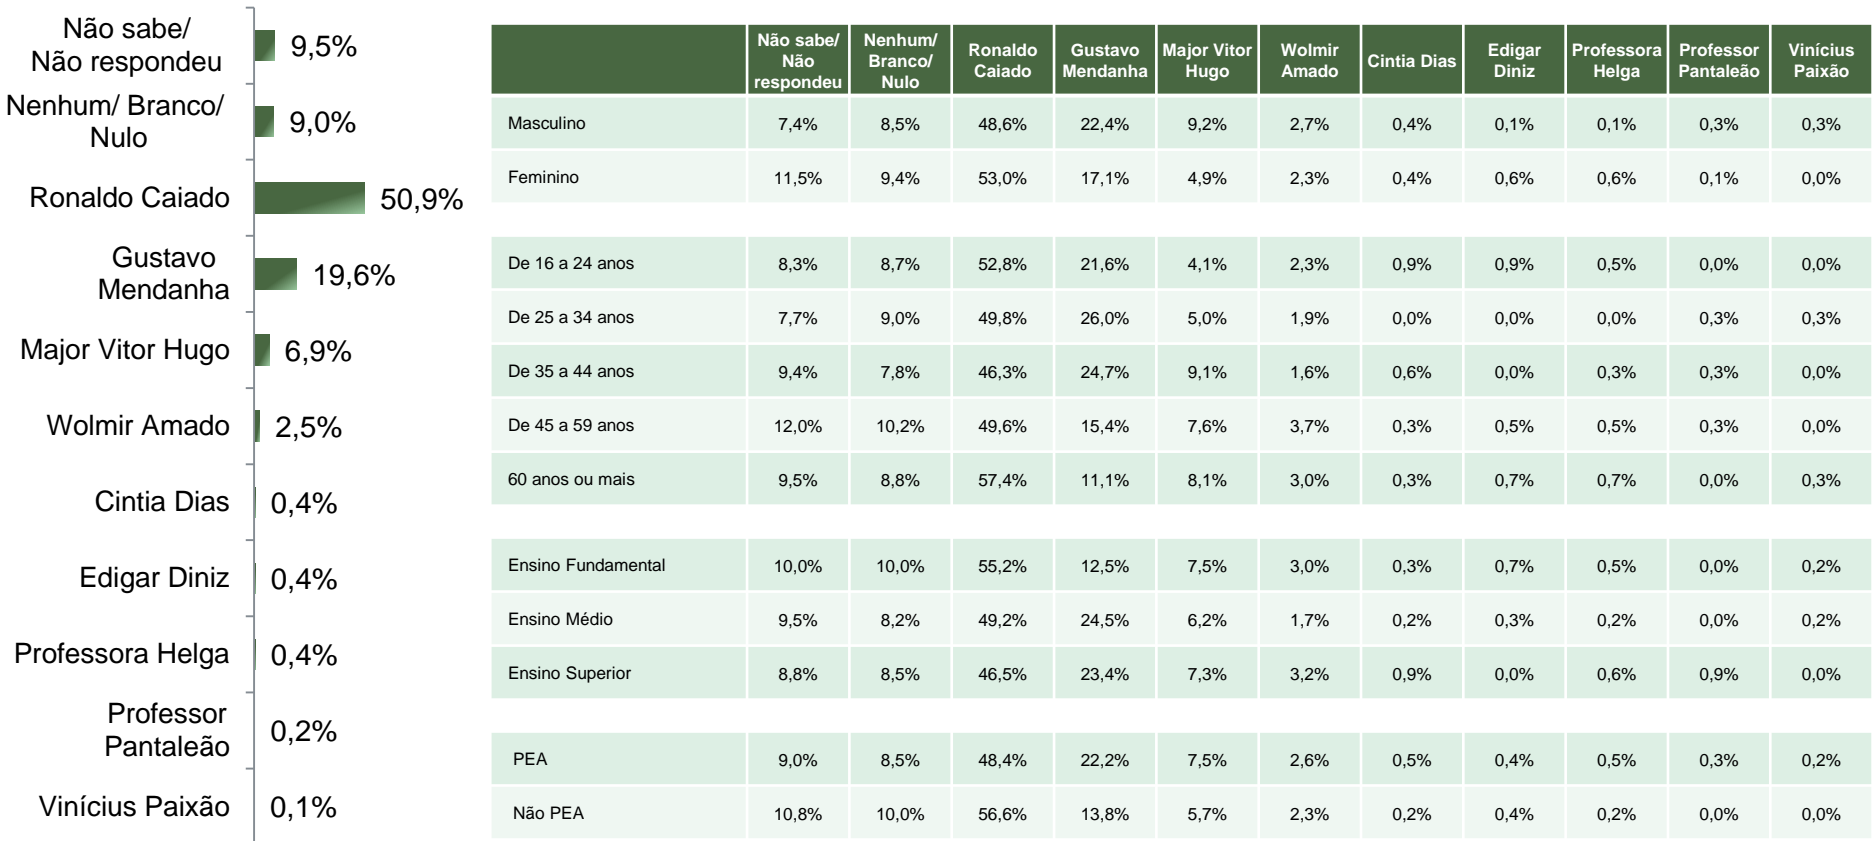 Não sabe/
Não respondeu
9,5%
Nenhum/ Branco/
Nulo
9,0%
Ronaldo Caiado
50,9%
Gustavo
Mendanha
19,6%
Major Vitor Hugo
6,9%
Wolmir Amado
2,5%
Cintia Dias
0,4%
Edigar Diniz
0,4%
Professora Helga
0,4%
Professor
Pantaleão
0,2%
Vinícius Paixão
0,1%
Não sabe/ Não respondeu Nenhum/ Branco/ Nulo Ronaldo Caiado Gustavo Mendanha Major Vitor Hugo Wolmir Amado Cintia Dias Edigar Diniz Professora Helga Professor Pantaleão Vinícius Paixão
Masculino 7,4% 8,5% 48,6% 22,4% 9,2% 2,7% 0,4% 0,1% 0,1% 0,3% 0,3%
Feminino 11,5% 9,4% 53,0% 17,1% 4,9% 2,3% 0,4% 0,6% 0,6% 0,1% 0,0%
De 16 a 24 anos 8,3% 8,7% 52,8% 21,6% 4,1% 2,3% 0,9% 0,9% 0,5% 0,0% 0,0%
De 25 a 34 anos 7,7% 9,0% 49,8% 26,0% 5,0% 1,9% 0,0% 0,0% 0,0% 0,3% 0,3%
De 35 a 44 anos 9,4% 7,8% 46,3% 24,7% 9,1% 1,6% 0,6% 0,0% 0,3% 0,3% 0,0%
De 45 a 59 anos 12,0% 10,2% 49,6% 15,4% 7,6% 3,7% 0,3% 0,5% 0,5% 0,3% 0,0%
60 anos ou mais 9,5% 8,8% 57,4% 11,1% 8,1% 3,0% 0,3% 0,7% 0,7% 0,0% 0,3%
Ensino Fundamental 10,0% 10,0% 55,2% 12,5% 7,5% 3,0% 0,3% 0,7% 0,5% 0,0% 0,2%
Ensino Médio 9,5% 8,2% 49,2% 24,5% 6,2% 1,7% 0,2% 0,3% 0,2% 0,0% 0,2%
Ensino Superior 8,8% 8,5% 46,5% 23,4% 7,3% 3,2% 0,9% 0,0% 0,6% 0,9% 0,0%
PEA 9,0% 8,5% 48,4% 22,2% 7,5% 2,6% 0,5% 0,4% 0,5% 0,3% 0,2%
Não PEA 10,8% 10,0% 56,6% 13,8% 5,7% 2,3% 0,2% 0,4% 0,2% 0,0% 0,0%